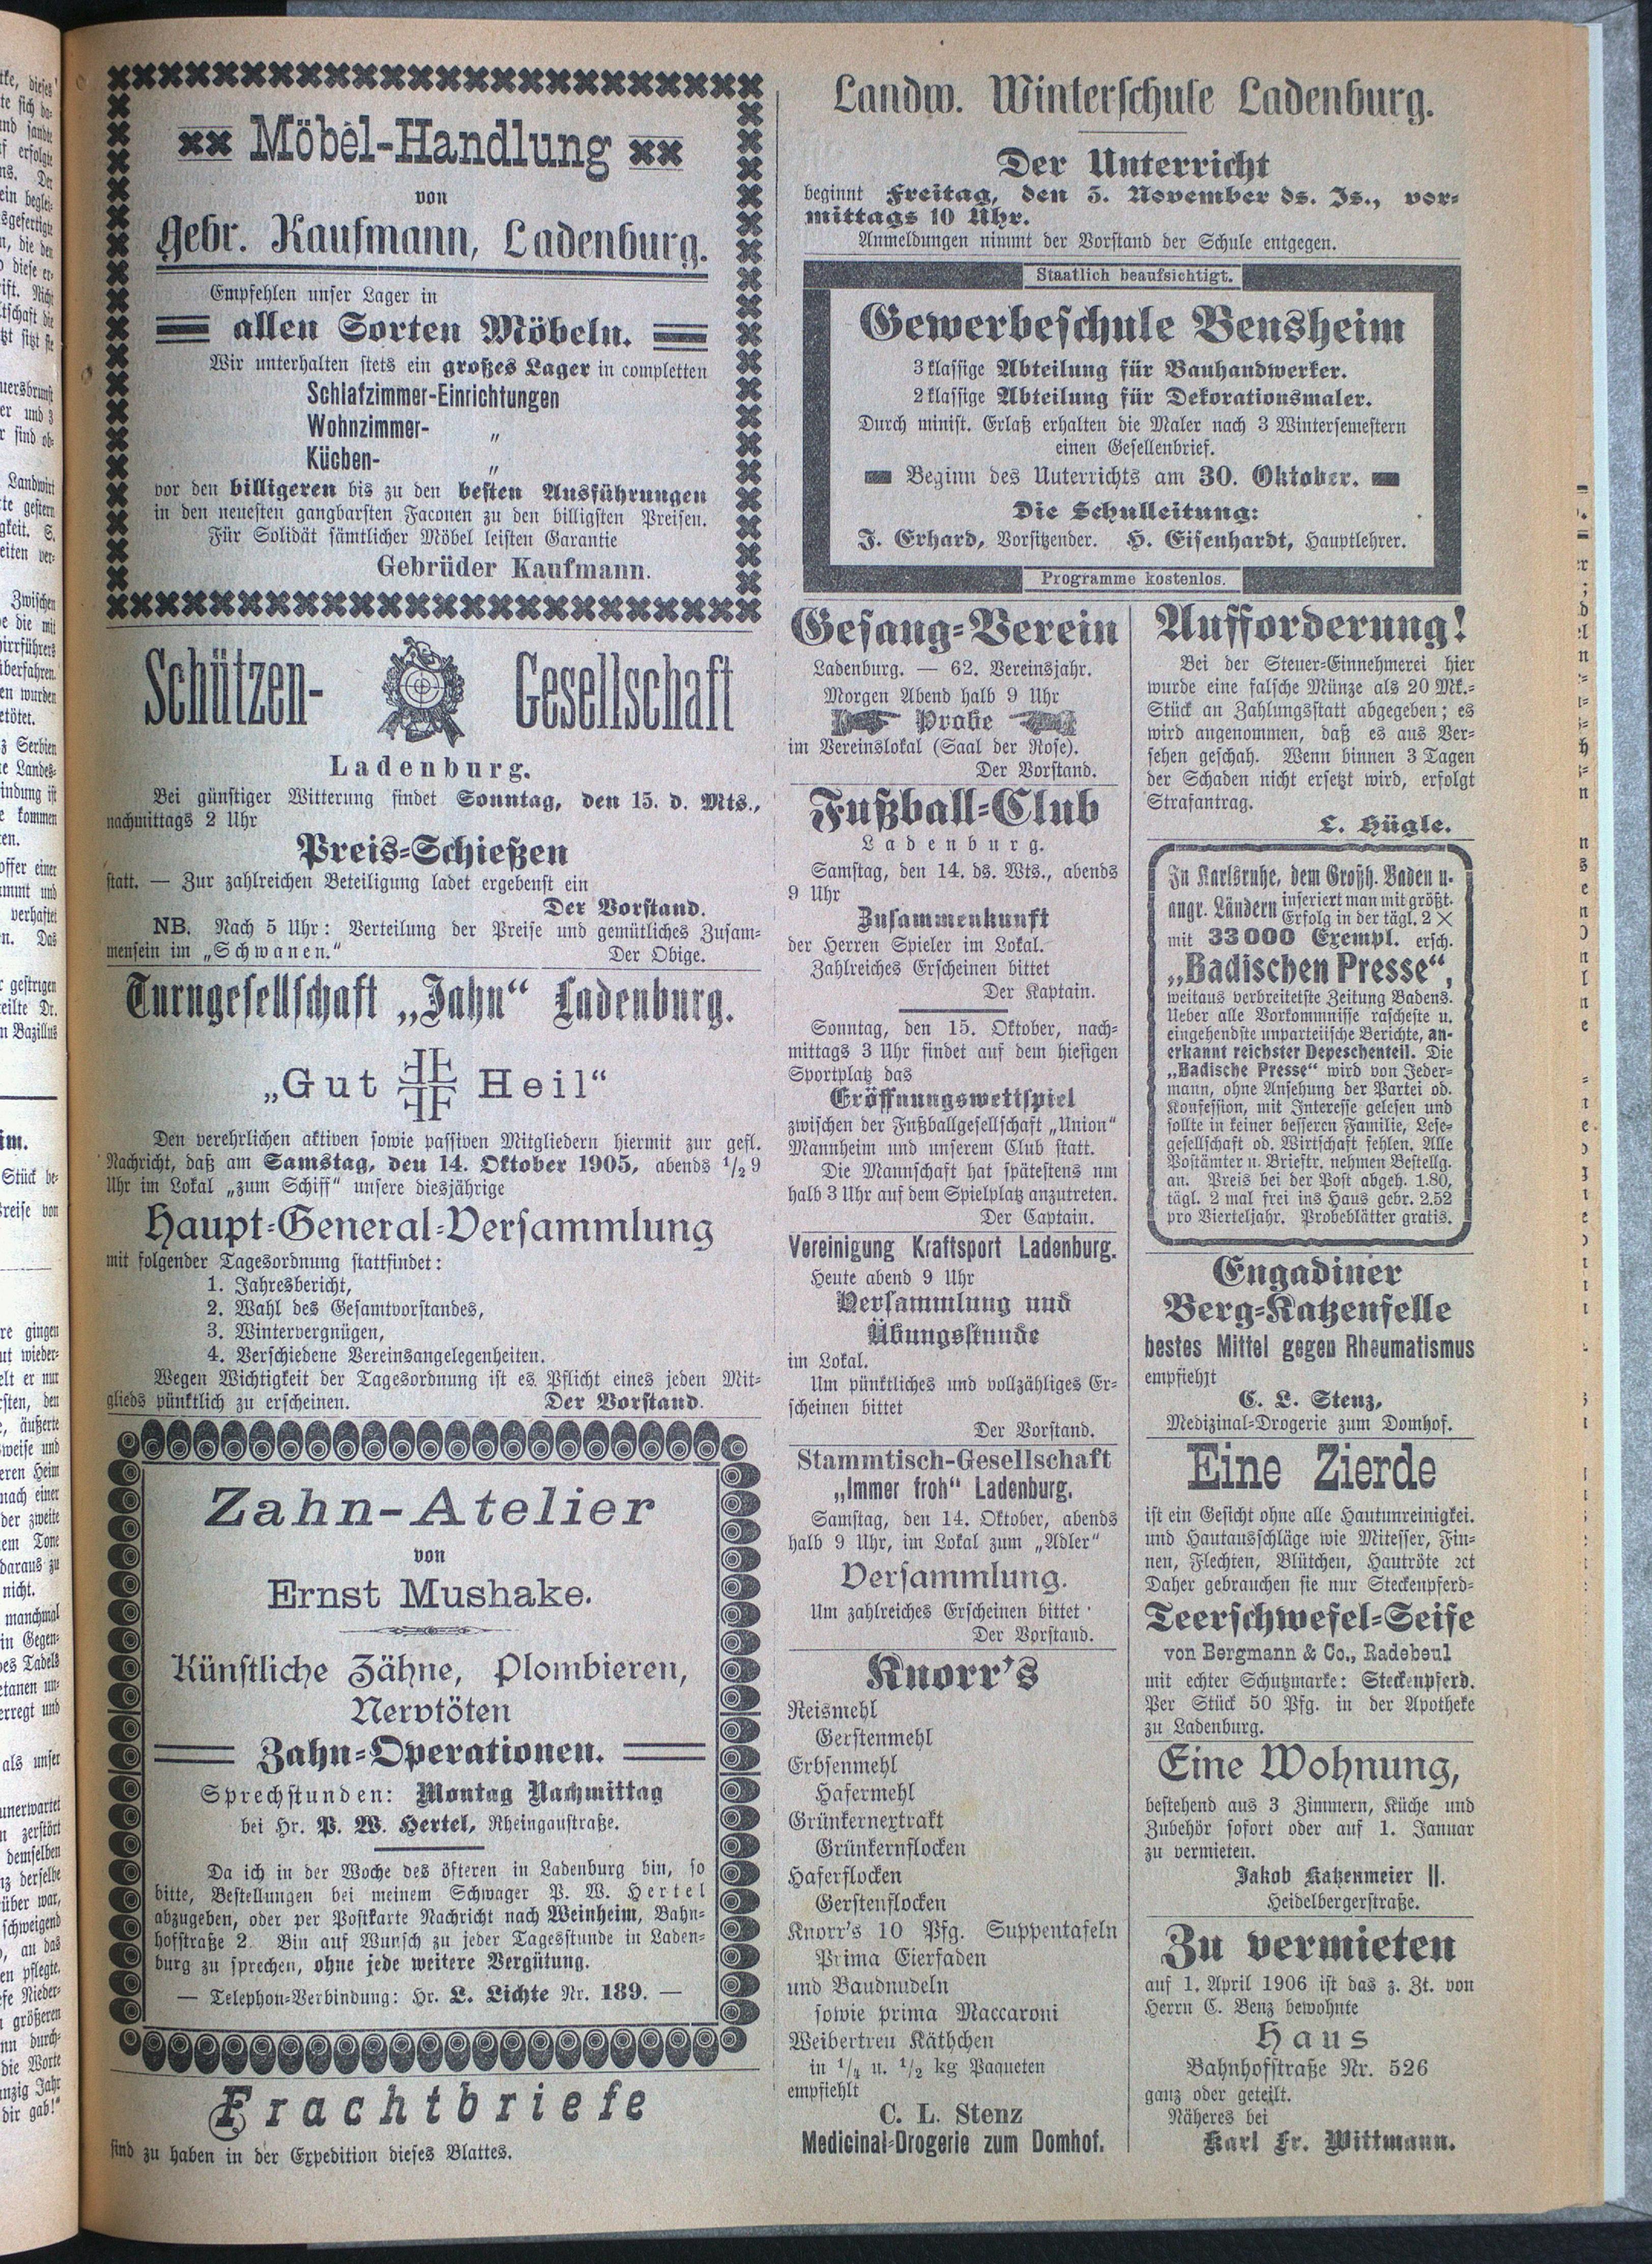 Möbel-Handlung
von
Gebr. Kaufmann, Ladenburg.
Empfehlen unser Lager in
allen Sorten Möbeln.
Wir unterhalten stets ein großes Lager in completten
Schlafzimmer-Einrichtungen
Wohnzimmer- „
Küchen- „
vor den billigeren bis zu den besten Ausführungen
in den neuesten gangbarsten Faconen zu den billigsten Preisen.
Für Solidät sämtlicher Möbel leisten Garantie
Gebrüder Kaufmann.
Schützen- Gesellschaft
Ladenburg.
Bei günstiger Witterung findet Sonntag, den 15. d. Mts.,
nachmittags 2 Uhr
Preis-Schießen
statt. — Zur zahlreichen Beteiligung ladet ergebenst ein
Der Vorstand.
NB. Nach 5 Uhr: Verteilung der Preise und gemütliches Zusam-
mensein im „Schwanen.“ Der Obige.
Turngesellschaft „Jahn“ Ladenburg.
„Gut Heil“
Den verehrlichen aktiven sowie passiven Mitgliedern hiermit zur gefl.
Nachricht, daß am Samstag, den 14. Oktober 1905, abends 1/2 9
Uhr im Lokal „zum Schiff“ unsere diesjährige
Haupt-General-Versammlung
mit folgender Tagesordnung stattfindet:
1. Jahresbericht,
2. Wahl des Gesamtvorstandes,
3. Wintervergnügen,
4. Verschiedene Vereinsangelegenheiten.
Wegen Wichtigkeit der Tagesordnung ist es Pflicht eines jeden Mit-
glieds pünktlich zu erscheinen. Der Vorstand.
Zahn-Atelier
von
Ernst Mushake.
Künstliche Zähne, Plombieren,
Nervtöten
Zahn-Operationen.
Sprechstunden: Montag Nachmittag
bei Hr. P. W. Hertel, Rheingaustraße.
Da ich in der Woche des öfteren in Ladenburg bin, so
bitte, Bestellungen bei meinem Schwager P. W. Hertel
abzugeben, oder per Postkarte Nachricht nach Weinheim, Bahn-
hofstraße 2. Bin auf Wunsch zu jeder Tagesstunde in Laden-
burg zu sprechen, ohne jede weitere Vergütung.
— Telephon-Verbindung: Hr. L. Lichte Nr. 189. —
Frachtbriefe
sind zu haben in der Expedition dieses Blattes.
Landw. Winterschule Ladenburg.
Der Unterricht
beginnt Freitag, den 5. November ds. Js., vor-
mittags 10 Uhr.
Anmeldungen nimmt der Vorstand der Schule entgegen.
Staatlich beaufsichtigt.
Gewerbeschule Bensheim
3 klassige Abteilung für Bauhandwerker.
2 klassige Abteilung für Dekorationsmaler.
Durch minist. Erlaß erhalten die Maler nach 3 Wintersemestern
einen Gesellenbrief.
Beginn des Unterrichts am 30. Oktober.
Die Schulleitung:
J. Erhard, Vorsitzender. H. Eisenhardt, Hauptlehrer.
Programme kostenlos.
Gesang-Verein
Ladenburg. — 62. Vereinsjahr.
Morgen Abend halb 9 Uhr
Probe
im Vereinslokal (Saal der Rose).
Der Vorstand.
Fußball-Club
Ladenburg.
Samstag, den 14. ds. Mts., abends
9 Uhr
Zusammenkunft
der Herren Spieler im Lokal.
Zahlreiches Erscheinen bittet
Der Kaptain.
Sonntag, den 15. Oktober, nach-
mittags 3 Uhr findet auf dem hiesigen
Sportplatz das
Eröffnungswettspiel
zwischen der Fußballgesellschaft „Union“
Mannheim und unserem Club statt.
Die Mannschaft hat spätestens um
halb 3 Uhr auf dem Spielplatz anzutreten.
Der Captain.
Vereinigung Kraftsport Ladenburg.
Heute abend 9 Uhr
Versammlung und
Übungsstunde
im Lokal.
Um pünktliches und vollzähliges Er-
scheinen bittet
Der Vorstand.
Stammtisch-Gesellschaft
„Immer froh“ Ladenburg.
Samstag, den 14. Oktober, abends
halb 9 Uhr, im Lokal zum „Adler“
Versammlung.
Um zahlreiches Erscheinen bittet
Der Vorstand.
Knorr's
Reismehl
Gerstenmehl
Erbsenmehl
Hafermehl
Grünkernextrakt
Grünkernflocken
Haferflocken
Gerstenflocken
Knorr's 10 Pfg. Suppentafeln
Prima Eierfaden
und Bandnudeln
sowie prima Maccaroni
Weibertreu Käthchen
in 1/4 u. 1/2 kg Paqueten
empfiehlt
C. L. Stenz
Medicinal-Drogerie zum Domhof.
Aufforderung!
Bei der Steuer-Einnehmerei hier
wurde eine falsche Münze als 20 Mk.-
Stück an Zahlungsstatt abgegeben; es
wird angenommen, daß es aus Ver-
sehen geschah. Wenn binnen 3 Tagen
der Schaden nicht ersetzt wird, erfolgt
Strafantrag.
L. Hügle.
In Karlsruhe, dem Großh. Baden u.
angr. Ländern inseriert man mit größt.
Erfolg in der tägl. 2 ×
mit 33000 Exempl. ersch.
„Badischen Presse“,
weitaus verbreitetste Zeitung Badens.
Ueber alle Vorkommnisse rascheste u.
eingehendste unparteiische Berichte, an-
erkannt reichster Depeschenteil. Die
„Badische Presse“ wird von Jeder-
mann, ohne Ansehung der Partei od.
Konfession, mit Interesse gelesen und
sollte in keiner besseren Familie, Lese-
gesellschaft od. Wirtschaft fehlen. Alle
Postämter u. Brieftr. nehmen Bestellg.
an. Preis bei der Post abgeh. 1.80,
tägl. 2 mal frei ins Haus gebr. 2.52
pro Vierteljahr. Probeblätter gratis.
Engadiner
Berg-Katzenfelle
bestes Mittel gegen Rheumatismus
empfiehlt
C. L. Stenz,
Medizinal-Drogerie zum Domhof.
Eine Zierde
ist ein Gesicht ohne alle Hautunreinigkei.
und Hautausschläge wie Mitesser, Fin-
nen, Flechten, Blütchen, Hautröte ꝛct
Daher gebrauchen sie nur Steckenpferd-
Teerschwefel-Seife
von Bergmann & Co., Radebeul
mit echter Schutzmarke: Steckenpferd.
Per Stück 50 Pfg. in der Apotheke
zu Ladenburg.
Eine Wohnung,
bestehend aus 3 Zimmern, Küche und
Zubehör sofort oder auf 1. Januar
zu vermieten.
Jakob Katzenmeier II.
Heidelbergerstraße.
Zu vermieten
auf 1. April 1906 ist das z. Zt. von
Herrn C. Benz bewohnte
Haus
Bahnhofstraße Nr. 526
ganz oder geteilt.
Näheres bei
Karl Fr. Wittmann.